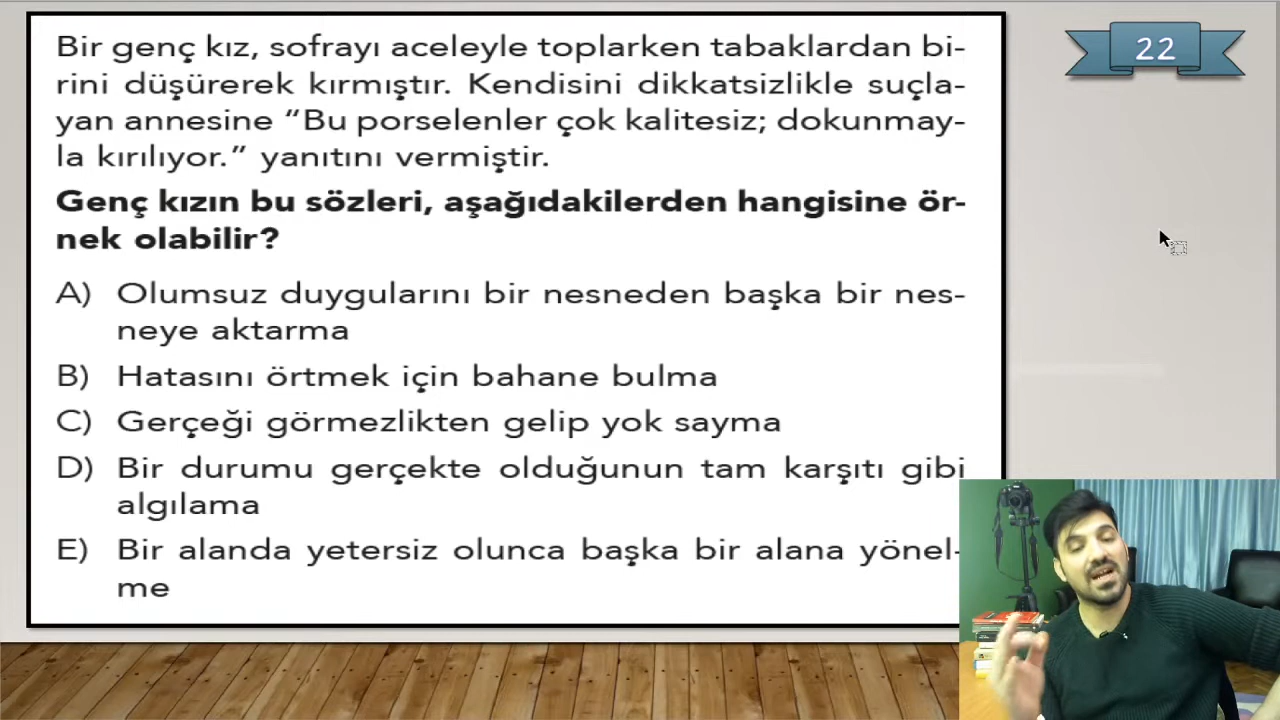 Bir genç kız, sofrayı aceleyle toplarken tabaklardan bi-
rini düşürerek kırmıştır. Kendisini dikkatsizlikle suçla-
yan annesine “Bu porselenler çok kalitesiz; dokunmay-
la kırılıyor.” yanıtını vermiştir.
Genç kızın bu sözleri, aşağıdakilerden hangisine ör-
nek olabilir?
A) Olumsuz duygularını bir nesneden başka bir nes-
neye aktarma
B) Hatasını örtmek için bahane bulma
C) Gerçeği görmezlikten gelip yok sayma
D) Bir durumu gerçekte olduğunun tam karşıtı gibi
algılama
E) Bir alanda yetersiz olunca başka bir alana yönel-
me
22